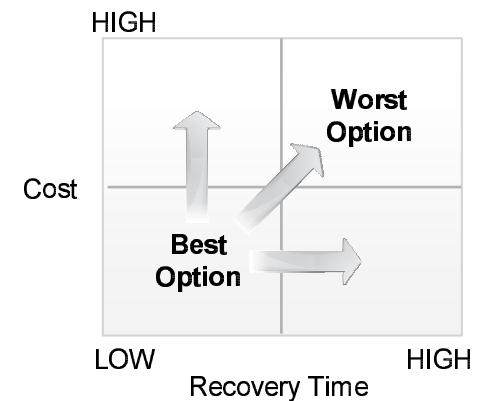 HIGH
Worst
Option
Cost
Best
Option
LOW
HIGH
Recovery Time